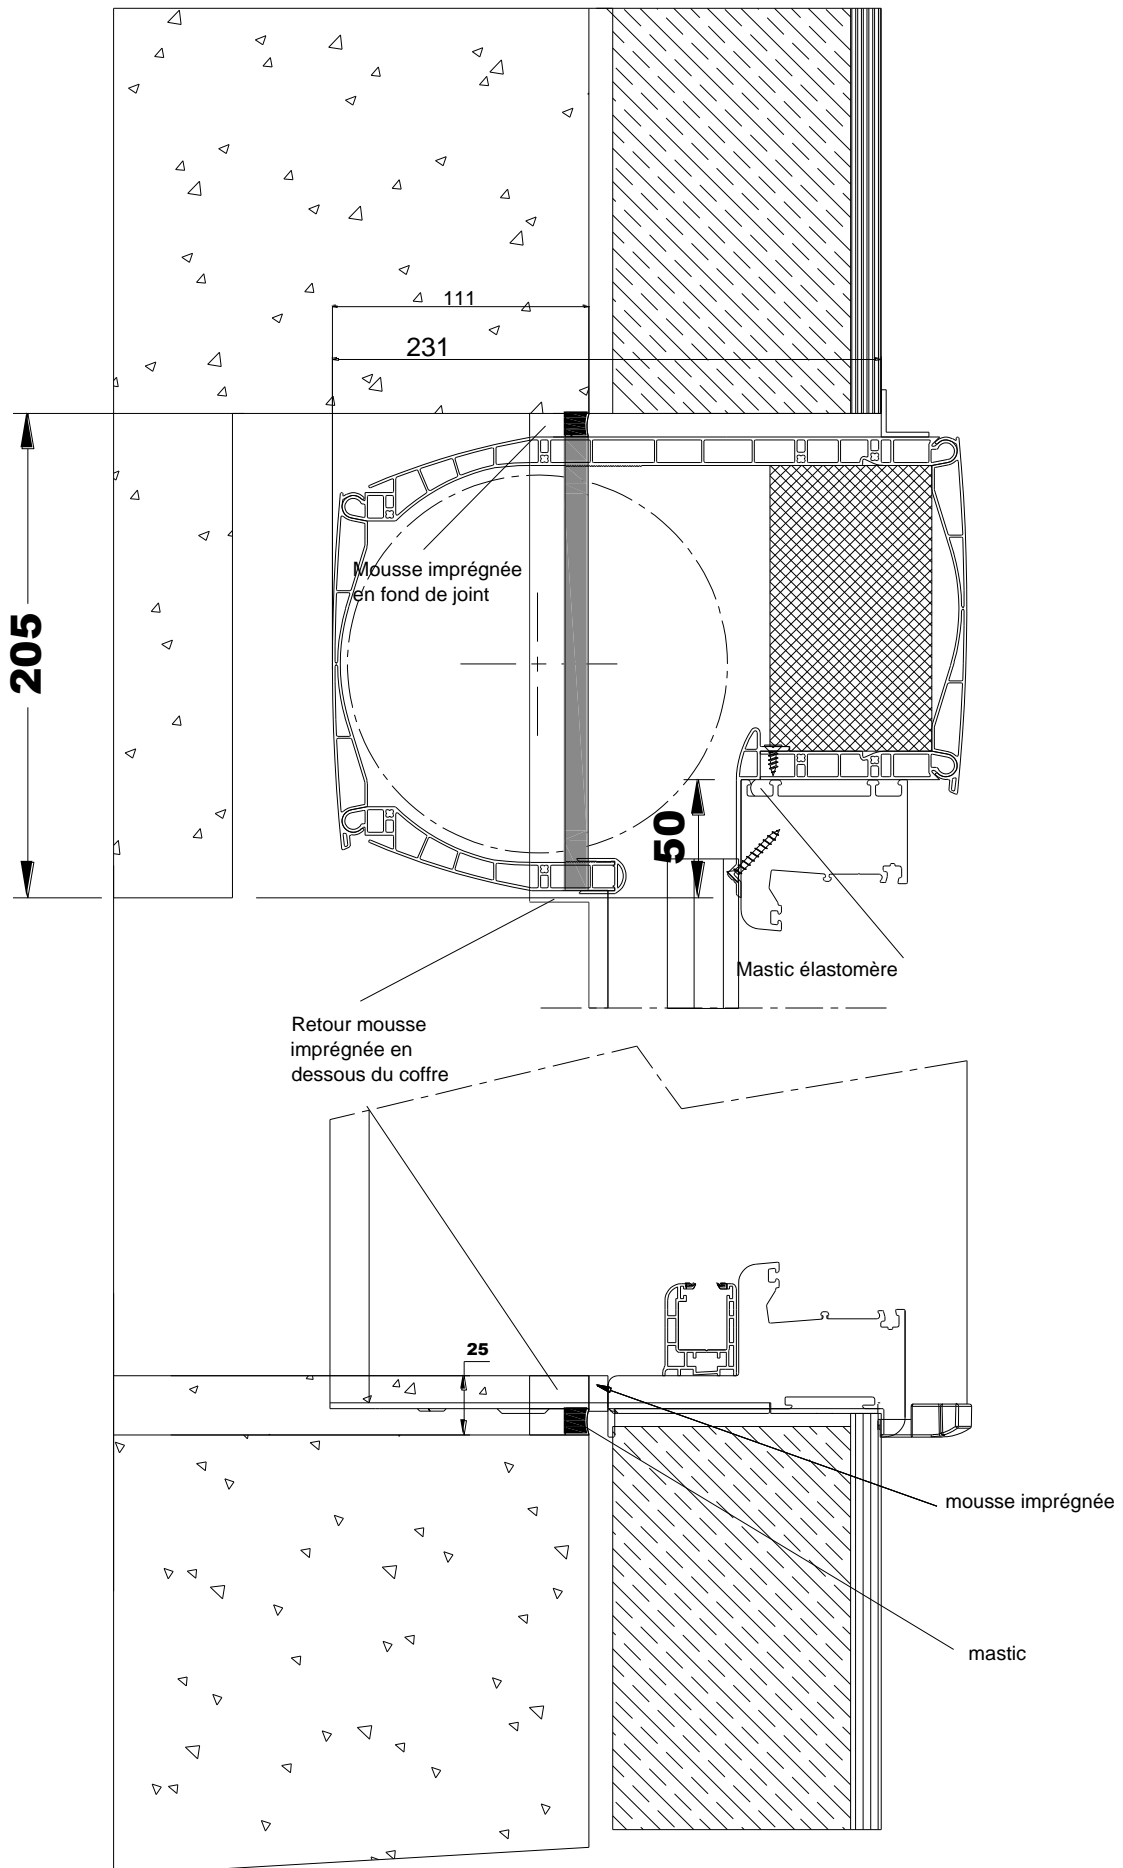 111
231
205
Mousse imprégnée
en fond de joint
50
Mastic élastomère
Retour mousse
imprégnée en
dessous du coffre
25
mousse imprégnée
mastic